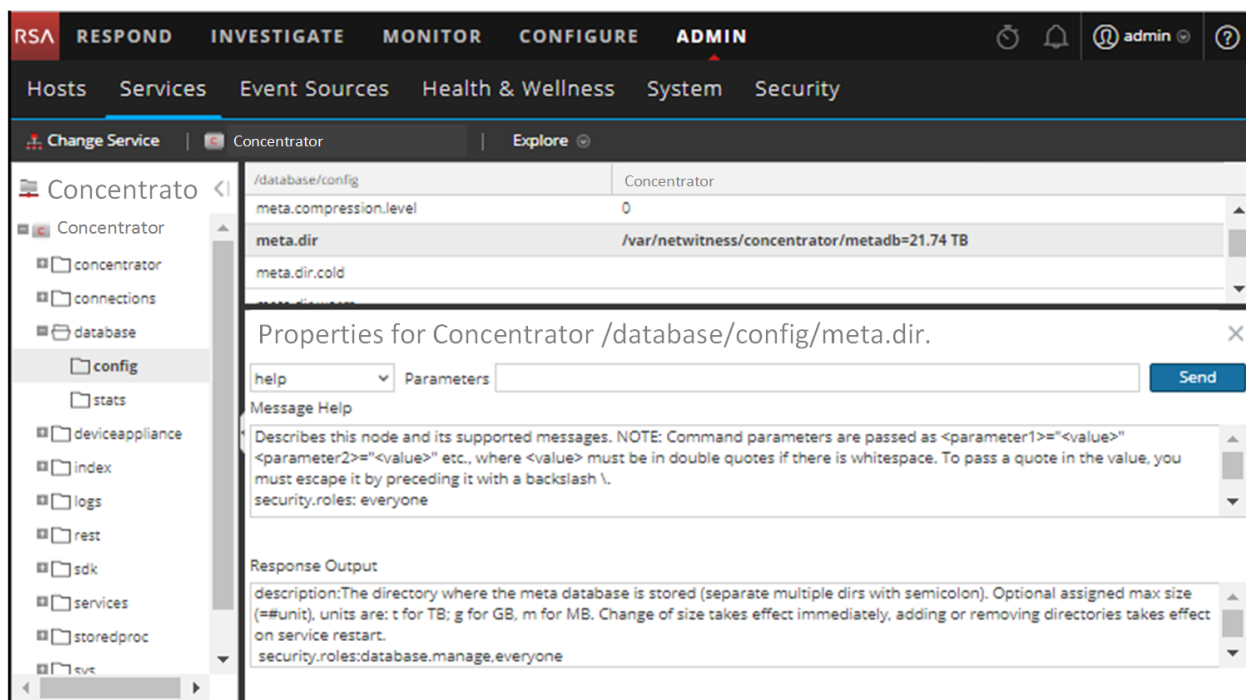 RSA RESPOND INVESTIGATE MONITOR CONFIGURE ADMIN admin
Hosts Services Event Sources Health & Wellness System Security
Change Service | C Concentrator | Explore
Concentrato
C Concentrator
concentrator
connections
database
config
stats
deviceappliance
index
logs
rest
sdk
services
storedproc
sys
/database/config Concentrator
meta.compression.level 0
meta.dir /var/netwitness/concentrator/metadb=21.74 TB
meta.dir.cold
meta.dir.warm
Properties for Concentrator /database/config/meta.dir.
help Parameters Send
Message Help
Describes this node and its supported messages. NOTE: Command parameters are passed as <parameter1>="<value>"
<parameter2>="<value>" etc., where <value> must be in double quotes if there is whitespace. To pass a quote in the value, you
must escape it by preceding it with a backslash \.
security.roles: everyone
Response Output
description:The directory where the meta database is stored (separate multiple dirs with semicolon). Optional assigned max size
(=#unit), units are: t for TB; g for GB, m for MB. Change of size takes effect immediately, adding or removing directories takes effect
on service restart.
security.roles:database.manage,everyone